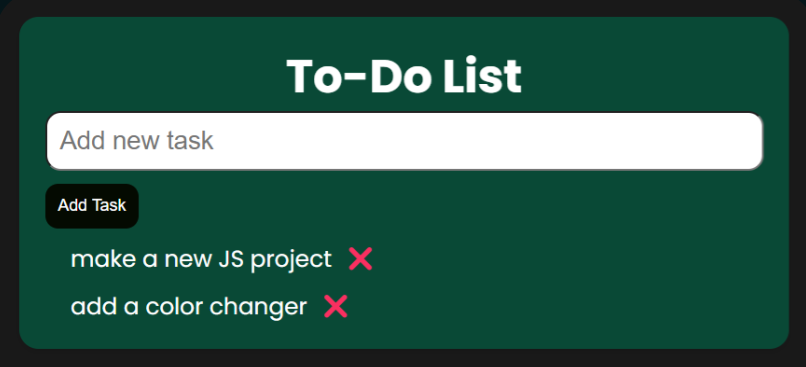 To-Do List
Add new task
Add Task
make a new JS project ❌
add a color changer ❌